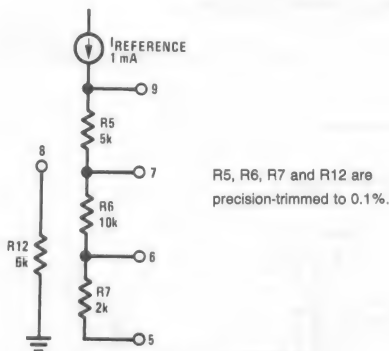 IREFERENCE
1 mA
9
R5
5k
8
7
R5, R6, R7 and R12 are
precision-trimmed to 0.1%.
R6
10k
R12
6k
6
R7
2k
5